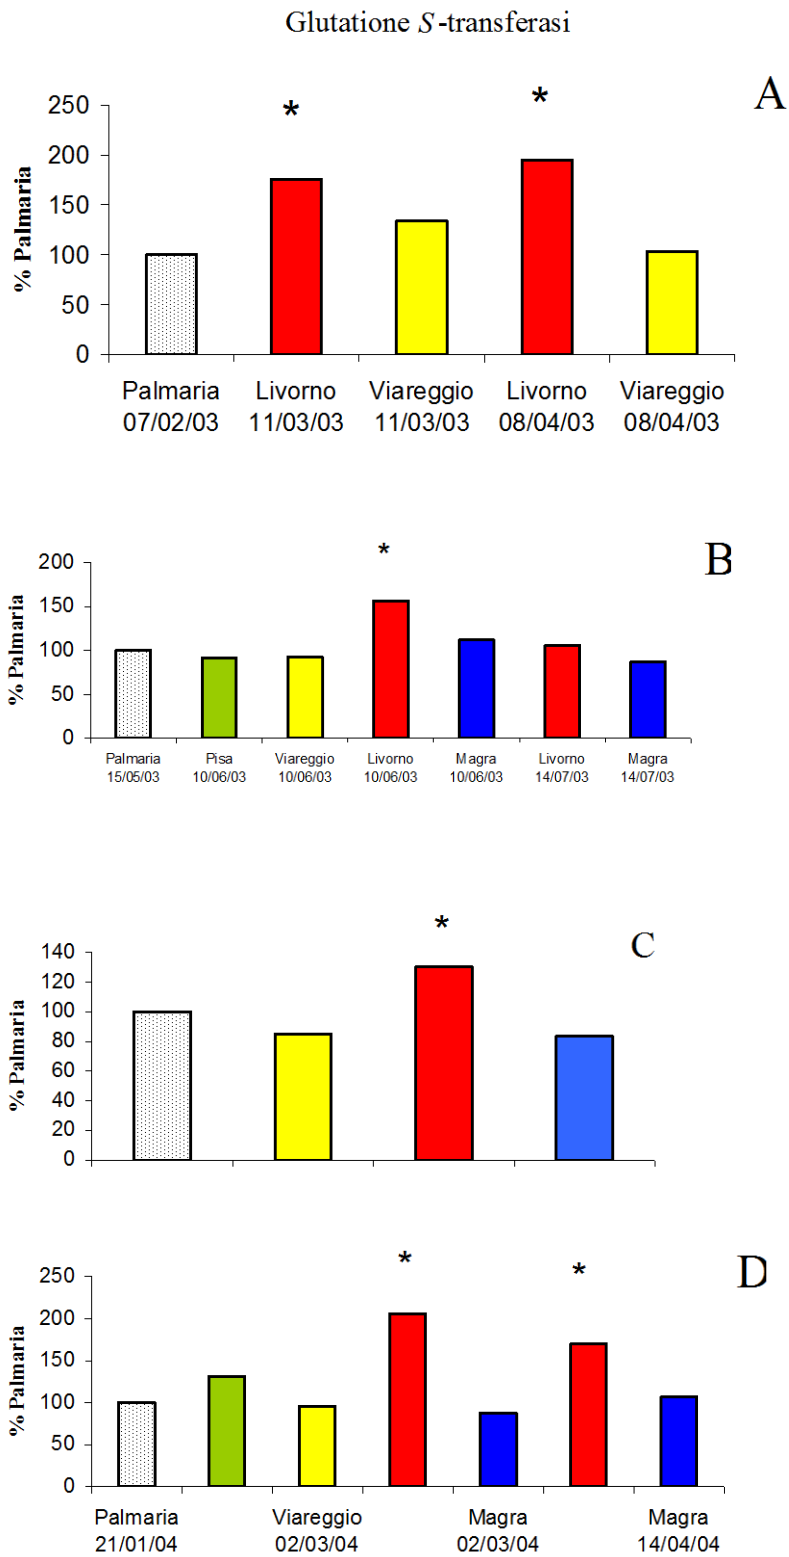 Glutatione S-transferasi
A
*
*
250
200
150
100
50
0
% Palmaria
Palmaria Livorno Viareggio Livorno Viareggio
07/02/03 11/03/03 11/03/03 08/04/03 08/04/03
B
*
200
150
100
50
0
% Palmaria
Palmaria Pisa Viareggio Livorno Magra Livorno Magra
15/05/03 10/06/03 10/06/03 10/06/03 10/06/03 14/07/03 14/07/03
C
*
140
120
100
80
60
40
20
0
% Palmaria
D
*
*
250
200
150
100
50
0
% Palmaria
Palmaria Viareggio Magra Magra
21/01/04 02/03/04 02/03/04 14/04/04